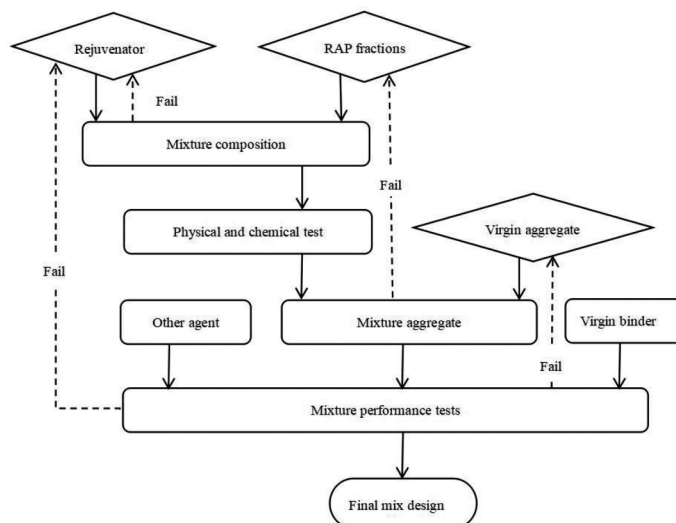 Rejuvenator
RAP fractions
Fail
Mixture composition
Fail
Physical and chemical test
Virgin aggregate
Fail
Other agent
Mixture aggregate
Virgin binder
Fail
Mixture performance tests
Final mix design